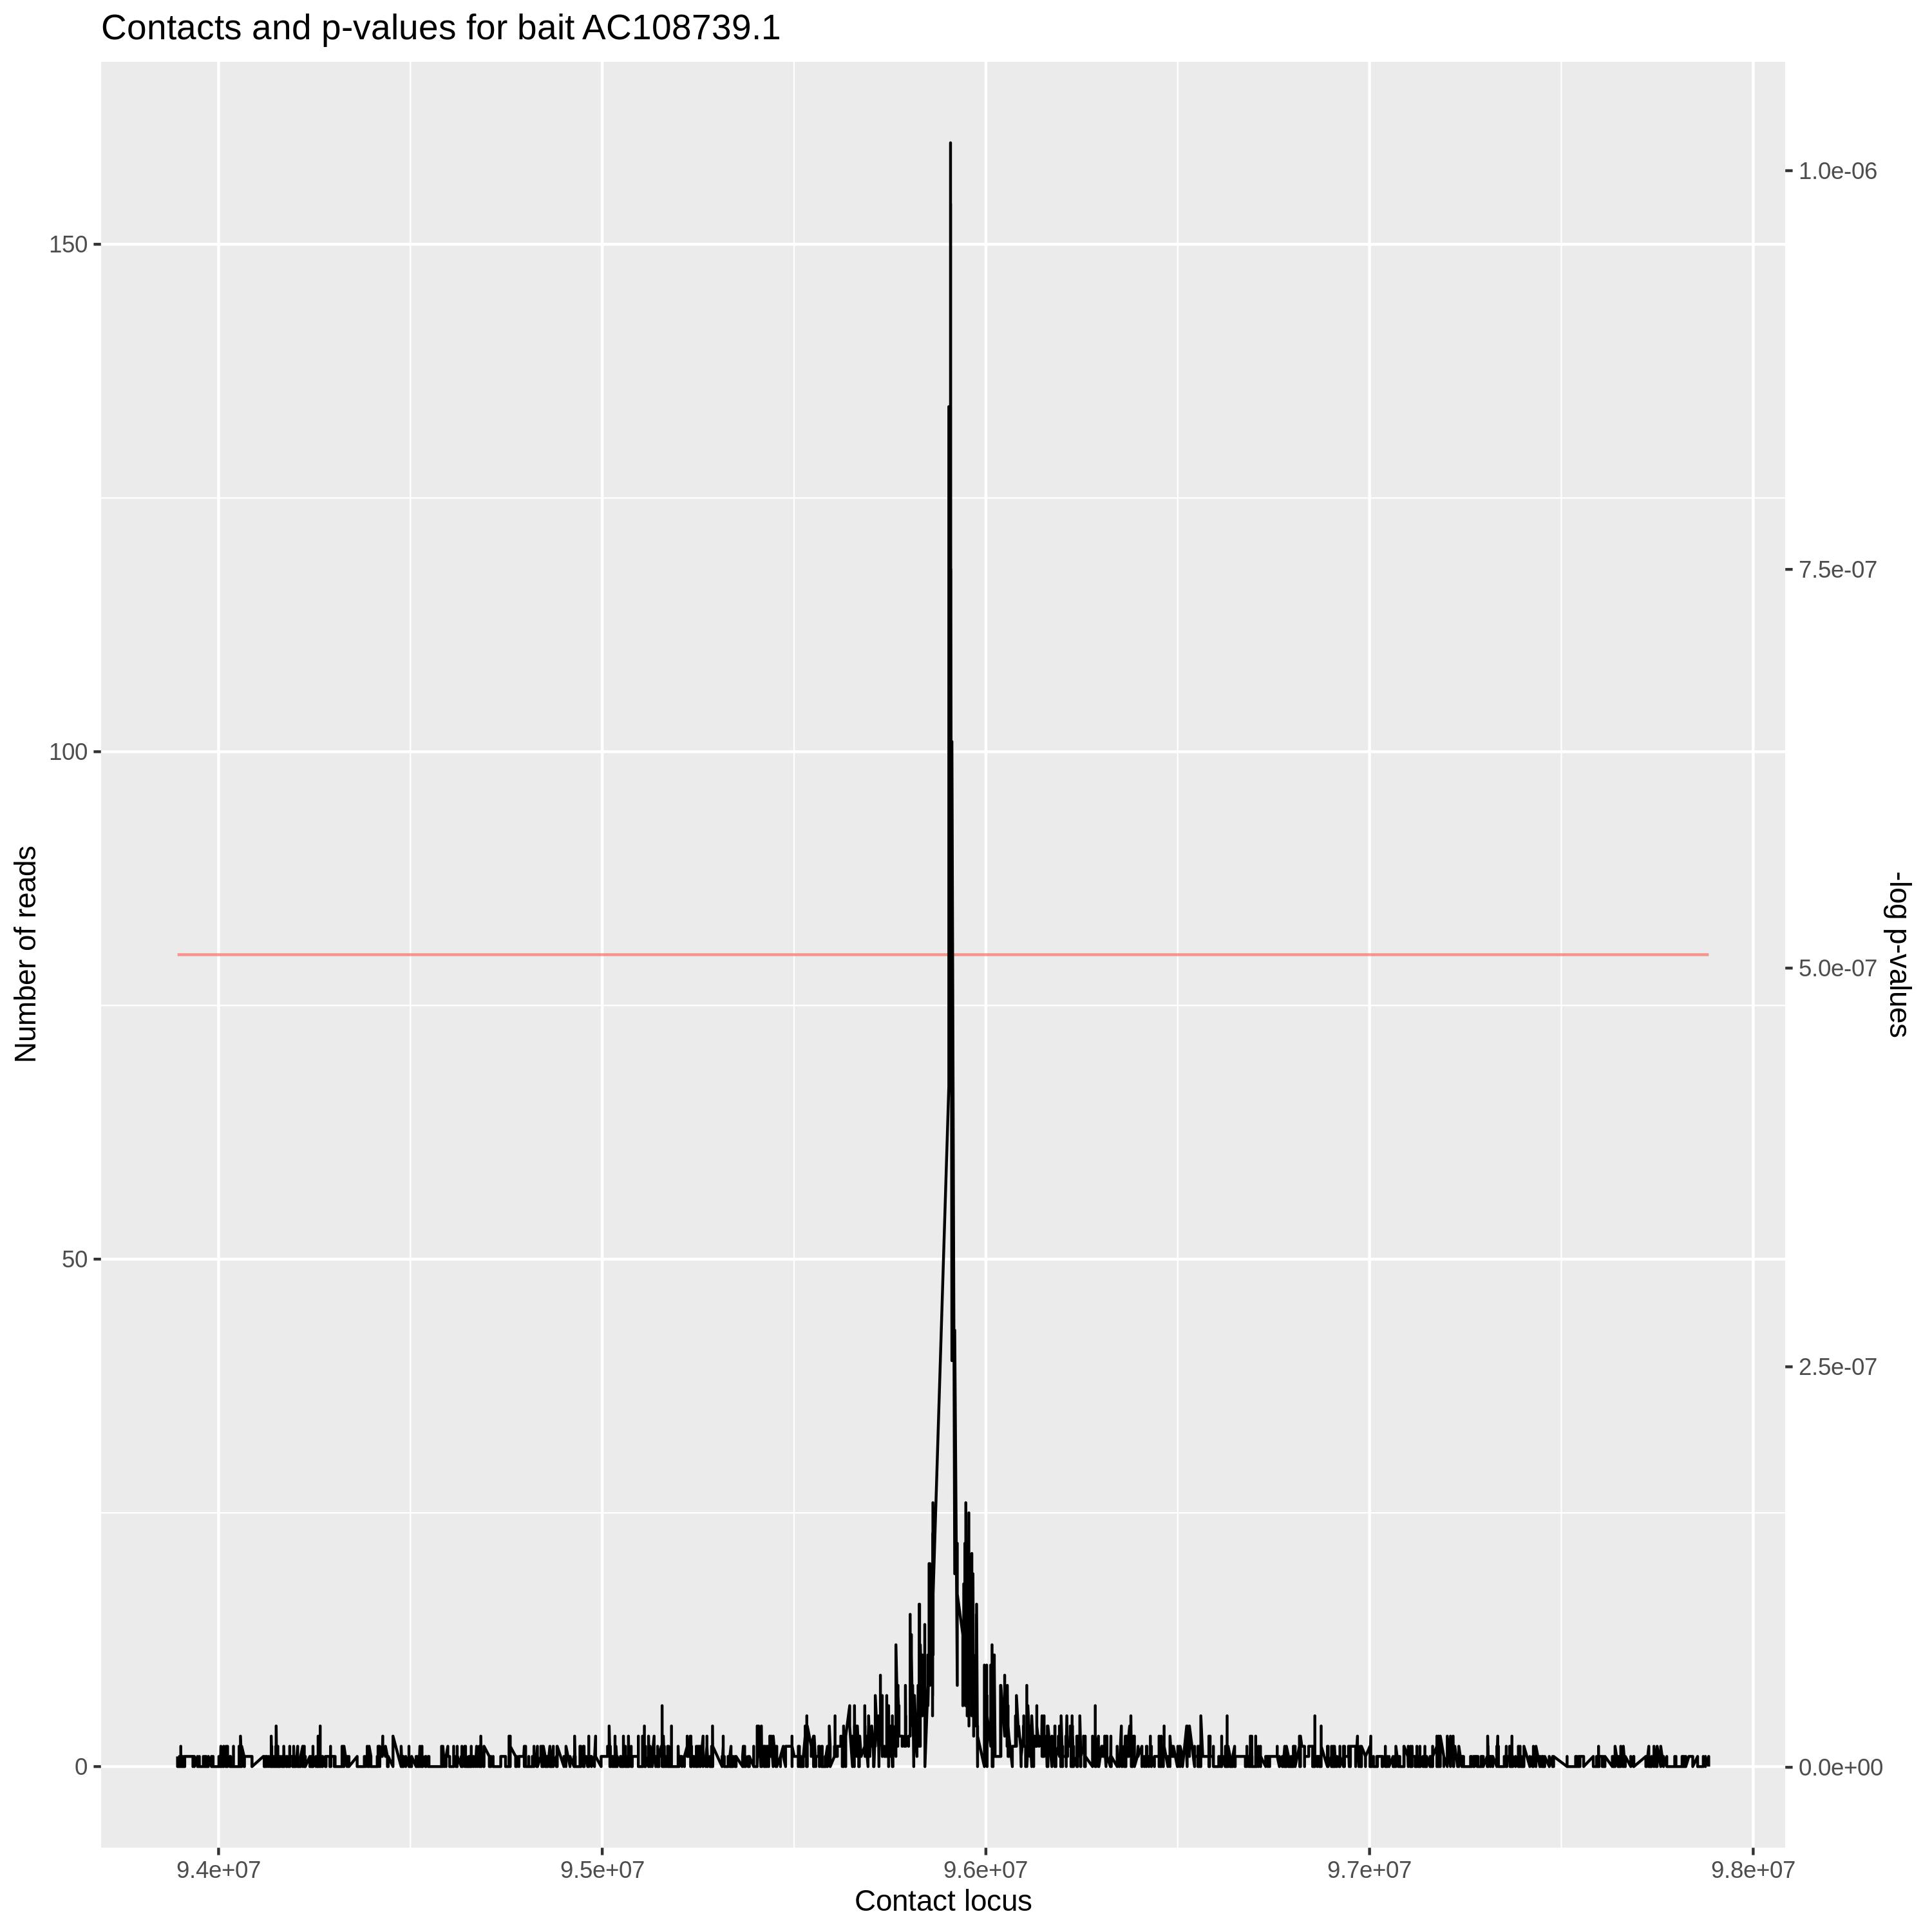 Contacts and p-values for bait AC108739.1
150
100
50
0
Number of reads
1.0e-06
7.5e-07
5.0e-07
2.5e-07
0.0e+00
-log p-values
9.4e+07
9.5e+07
9.6e+07
9.7e+07
9.8e+07
Contact locus